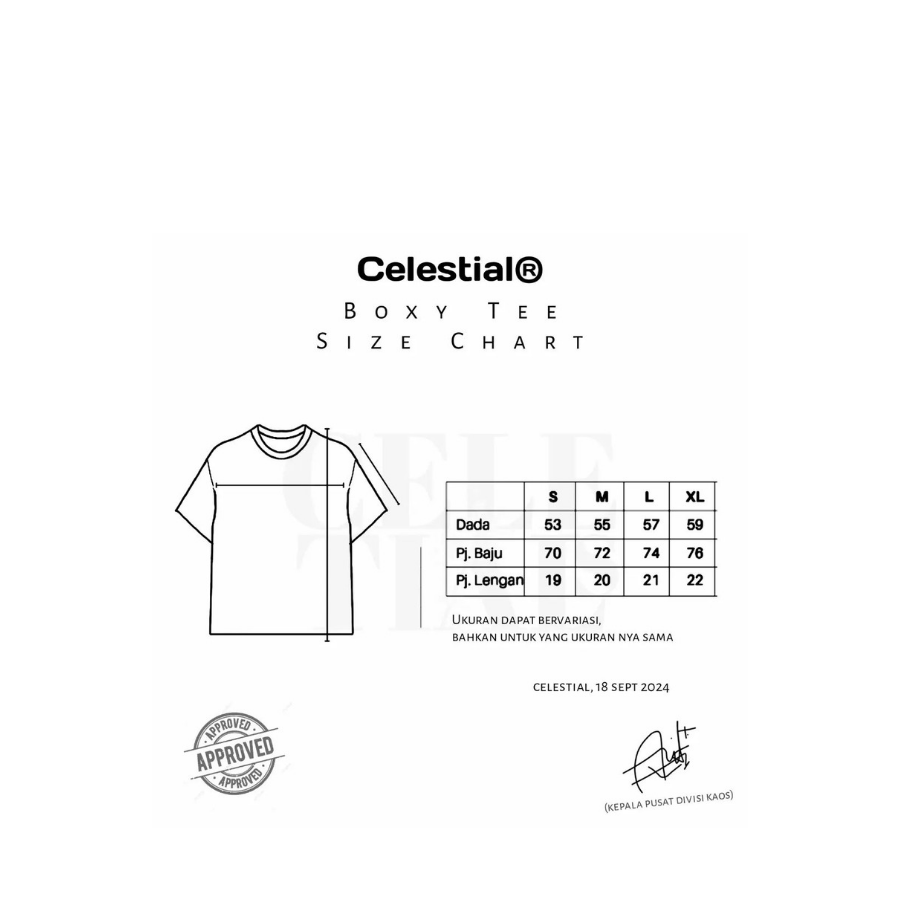 Celestial®
Boxy Tee
Size Chart
CELE
TIAL
S M L XL
Dada 53 55 57 59
Pj. Baju 70 72 74 76
Pj. Lengan 19 20 21 22
Ukuran dapat bervariasi,
bahkan untuk yang ukuran nya sama
celestial, 18 sept 2024
APPROVED
APPROVED
APPROVED
(kepala pusat divisi kaos)